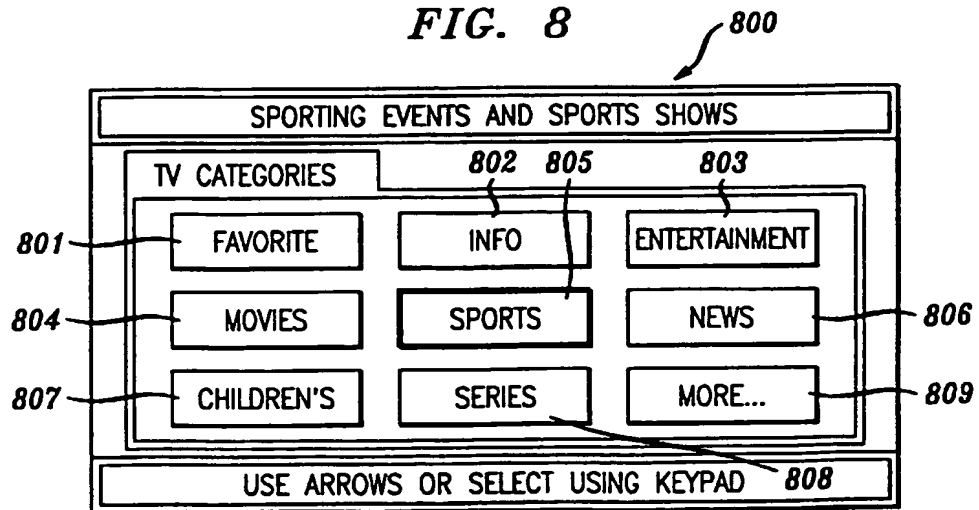 FIG. 8
800
SPORTING EVENTS AND SPORTS SHOWS
802 805 803
TV CATEGORIES
801 FAVORITE INFO ENTERTAINMENT
804 MOVIES SPORTS NEWS 806
807 CHILDREN'S SERIES MORE... 809
USE ARROWS OR SELECT USING KEYPAD 808